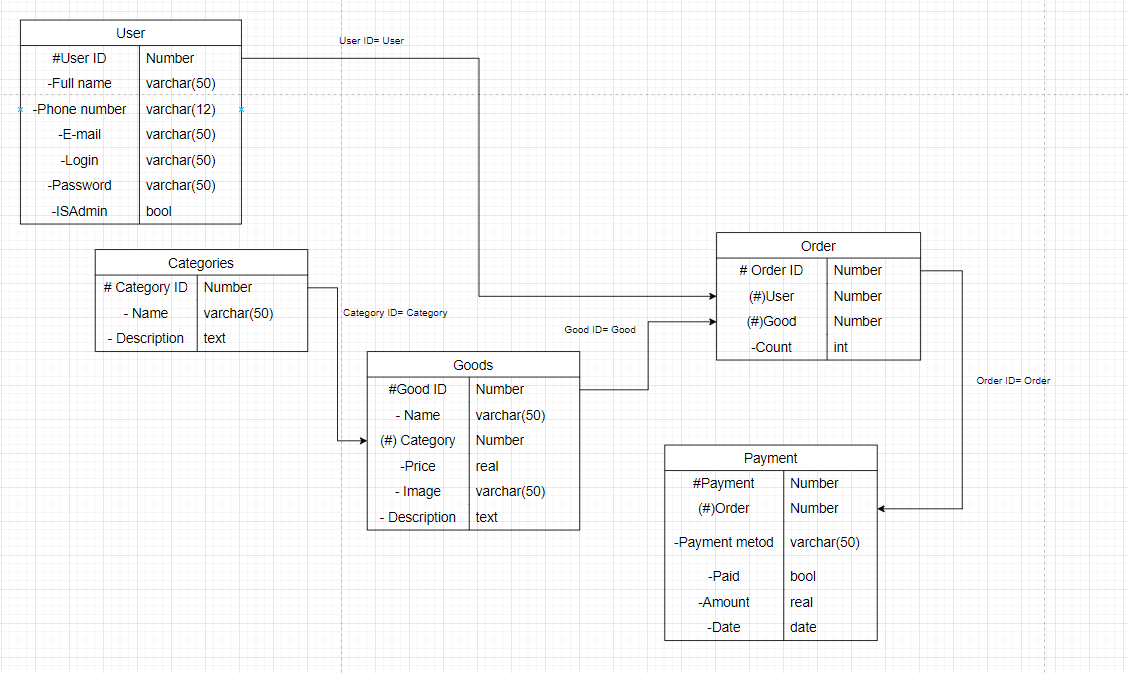 User
#User ID Number
-Full name varchar(50)
-Phone number varchar(12)
-E-mail varchar(50)
-Login varchar(50)
-Password varchar(50)
-ISAdmin bool
User ID= User
Categories
# Category ID Number
- Name varchar(50)
- Description text
Category ID= Category
Goods
#Good ID Number
- Name varchar(50)
(#) Category Number
-Price real
- Image varchar(50)
- Description text
Good ID= Good
Order
# Order ID Number
(#)User Number
(#)Good Number
-Count int
Order ID= Order
Payment
#Payment Number
(#)Order Number
-Payment metod varchar(50)
-Paid bool
-Amount real
-Date date